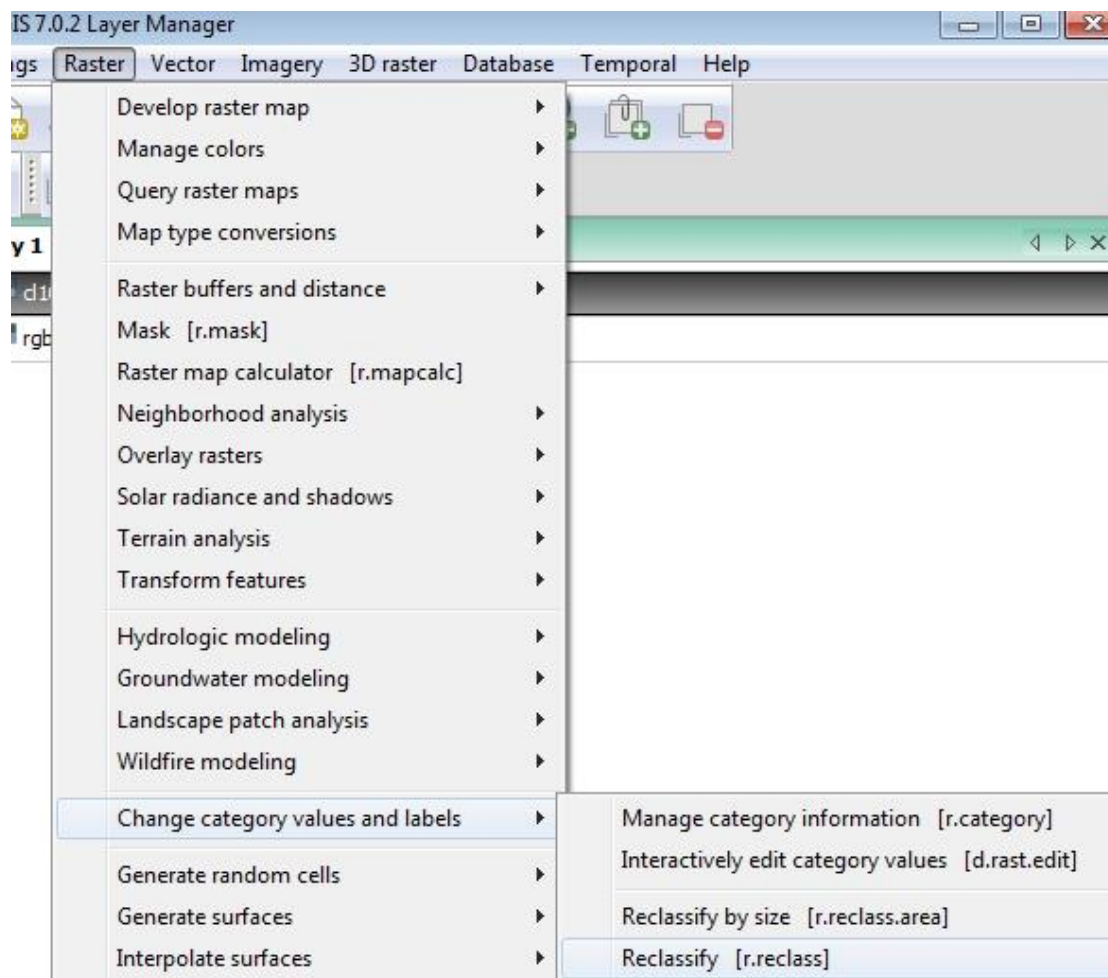 IS 7.0.2 Layer Manager
gs Raster Vector Imagery 3D raster Database Temporal Help
Develop raster map
Manage colors
Query raster maps
Map type conversions
y 1
Raster buffers and distance
rgb
Mask [r.mask]
Raster map calculator [r.mapcalc]
Neighborhood analysis
Overlay rasters
Solar radiance and shadows
Terrain analysis
Transform features
Hydrologic modeling
Groundwater modeling
Landscape patch analysis
Wildfire modeling
Change category values and labels
Manage category information [r.category]
Interactively edit category values [d.rast.edit]
Reclassify by size [r.reclass.area]
Reclassify [r.reclass]
Generate random cells
Generate surfaces
Interpolate surfaces